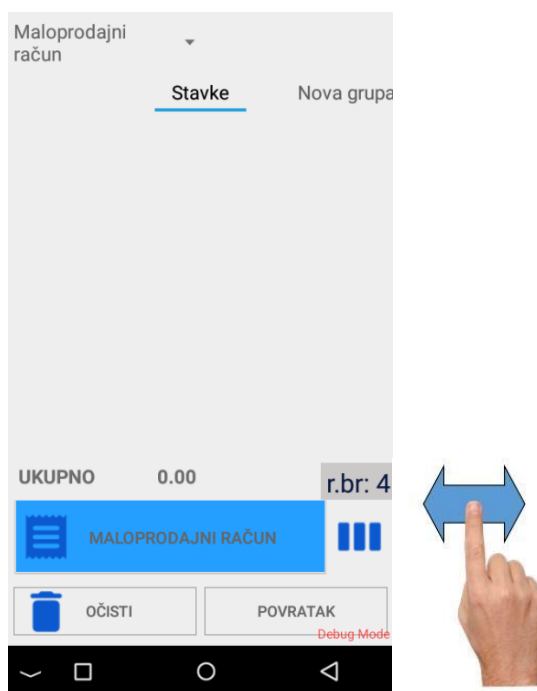 Maloprodajni
račun
Stavke Nova grupa
UKUPNO 0.00
r.br: 4
MALOPRODAJNI RAČUN
OČISTI POVRATAK
Debug Mode